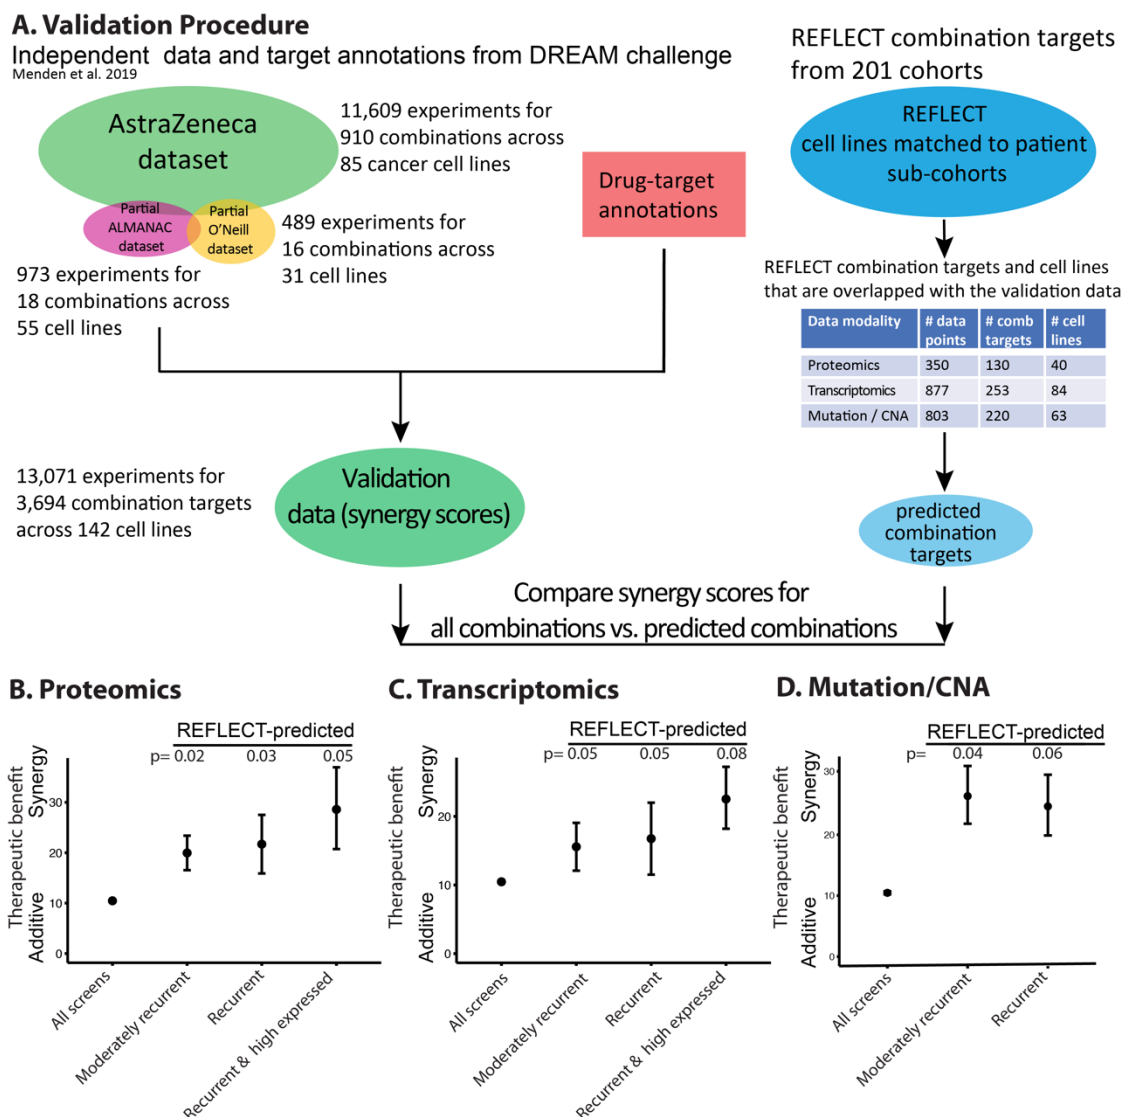 A. Validation Procedure
Independent data and target annotations from DREAM challenge
Menden et al. 2019
AstraZeneca
dataset
11,609 experiments for
910 combinations across
85 cancer cell lines
Partial
ALMANAC
dataset
Partial
O'Neill
dataset
489 experiments for
16 combinations across
31 cell lines
973 experiments for
18 combinations across
55 cell lines
Drug-target
annotations
REFLECT combination targets
from 201 cohorts
REFLECT
cell lines matched to patient
sub-cohorts
REFLECT combination targets and cell lines
that are overlapped with the validation data
Data modality # data points # comb targets # cell lines
Proteomics 350 130 40
Transcriptomics 877 253 84
Mutation / CNA 803 220 63
13,071 experiments for
3,694 combination targets
across 142 cell lines
Validation
data (synergy scores)
predicted
combination
targets
Compare synergy scores for
all combinations vs. predicted combinations
B. Proteomics
REFLECT-predicted
p= 0.02 0.03 0.05
Therapeutic benefit
Additive Synergy
30
20
10
0
All screens
Moderately recurrent
Recurrent
Recurrent & high expressed
C. Transcriptomics
REFLECT-predicted
p= 0.05 0.05 0.08
Therapeutic benefit
Additive Synergy
20
10
0
All screens
Moderately recurrent
Recurrent
Recurrent & high expressed
D. Mutation/CNA
REFLECT-predicted
p= 0.04 0.06
Therapeutic benefit
Additive Synergy
30
20
10
0
All screens
Moderately recurrent
Recurrent